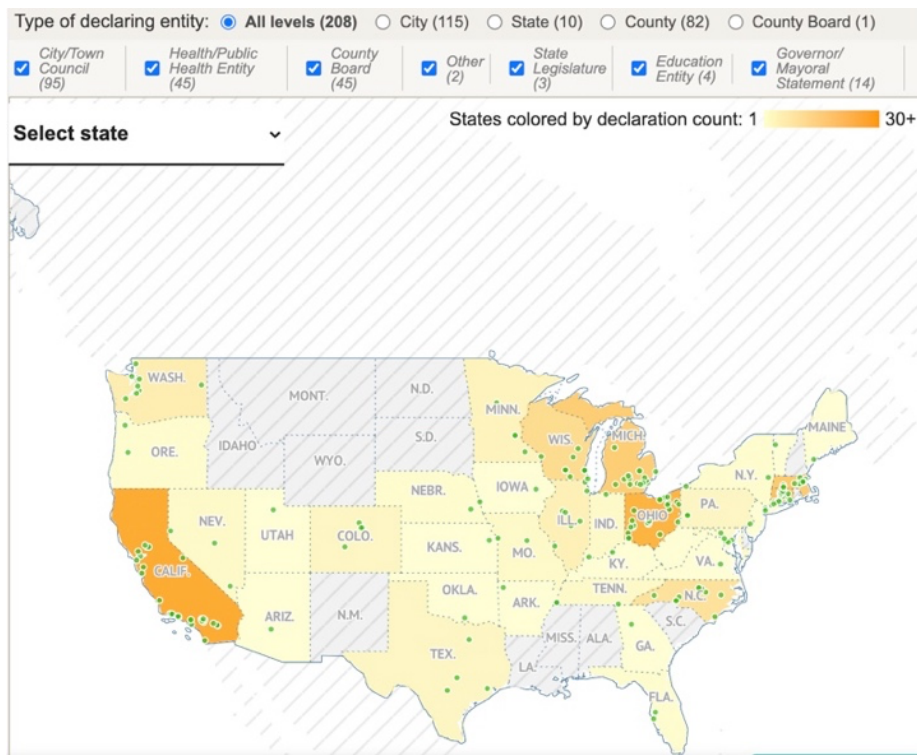 Type of declaring entity: All levels (208) City (115) State (10) County (82) County Board (1)
City/Town Council (95)
Health/Public Health Entity (45)
County Board (45)
Other (2)
State Legislature (3)
Education Entity (4)
Governor/ Mayoral Statement (14)
Select state
States colored by declaration count: 1 30+
WASH.
MONT.
N.D.
MINN.
MAINE
ORE.
IDAHO
S.D.
WIS.
MICH.
WYO.
N.Y.
NEBR.
IOWA
PA.
NEV.
UTAH
COLO.
ILL.
IND.
OHIO
KANS.
MO.
KY.
VA.
CALIF.
OKLA.
TENN.
N.C.
ARIZ.
N.M.
ARK.
S.C.
TEX.
MISS.
ALA.
GA.
LA.
FLA.